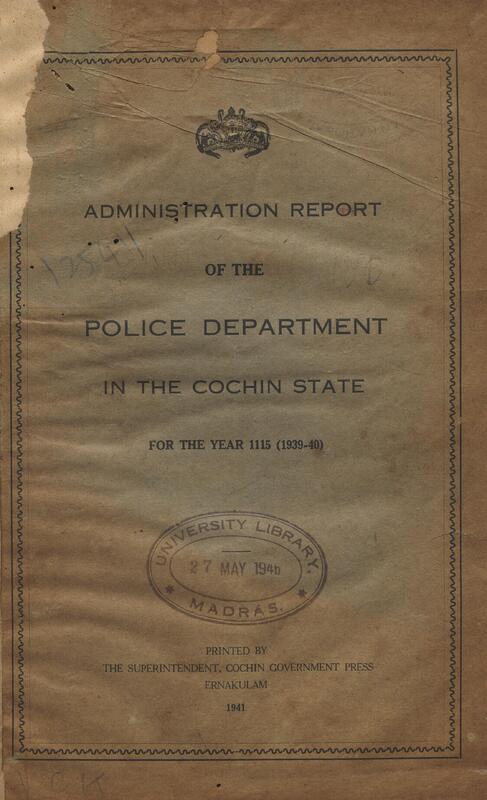 ADMINISTRATION REPORT
OF THE
POLICE DEPARTMENT
IN THE COCHIN STATE
FOR THE YEAR 1115 (1939-40)
UNIVERSITY LIBRARY.
27 MAY 194
* MADRAS. *
PRINTED BY
THE SUPERINTENDENT, COCHIN GOVERNMENT PRESS
ERNAKULAM
1941